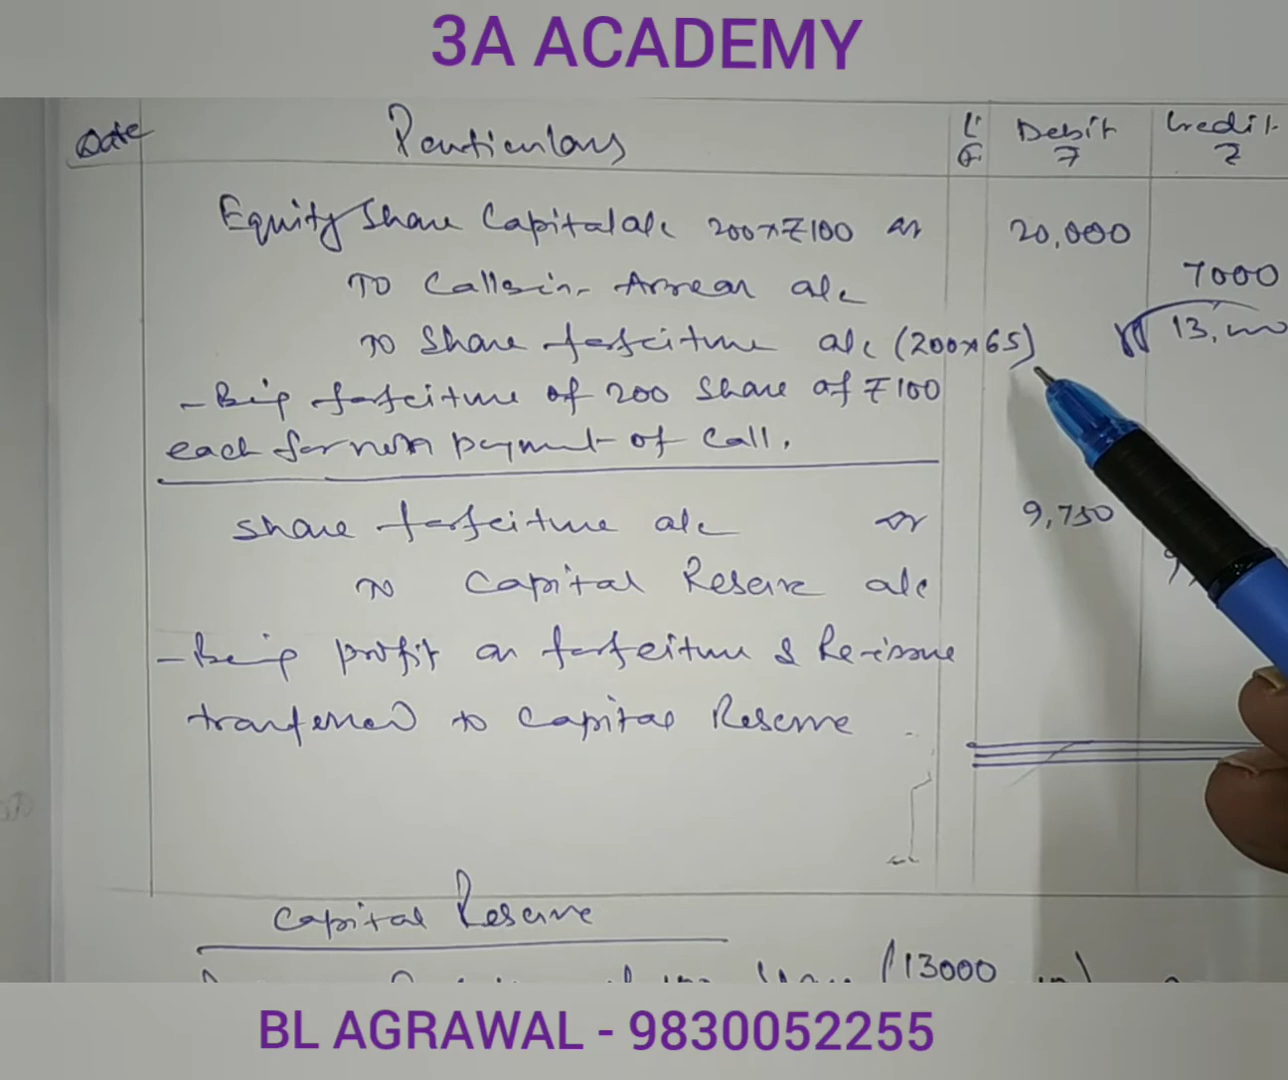 3A ACADEMY
Date Particulars L.F. Debit ₹ Credit ₹
Equity Share Capital a/c 200×₹100 Dr 20,000
To Calls-in-Arrear a/c 7000
To Share forfeiture a/c (200×65) 13,000
- Being forfeiture of 200 Share of ₹100
each for non payment of Call.
Share forfeiture a/c Dr 9,750
To Capital Reserve a/c
- Being profit on forfeiture & Re-issue
transferred to Capital Reserve
Capital Reserve
(13000
BL AGRAWAL - 9830052255